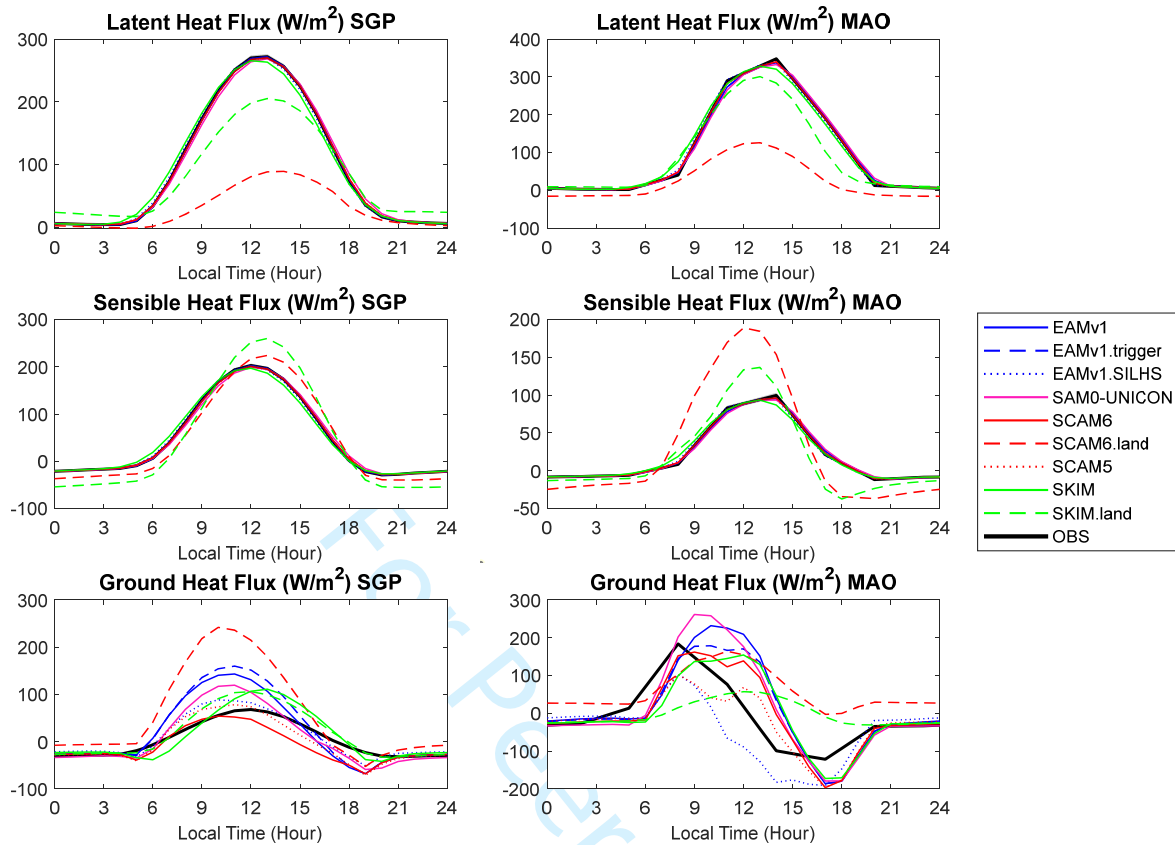 Latent Heat Flux (W/m²) SGP
300
200
100
0
0 3 6 9 12 15 18 21 24
Local Time (Hour)
Latent Heat Flux (W/m²) MAO
400
300
200
100
0
-100
0 3 6 9 12 15 18 21 24
Local Time (Hour)
Sensible Heat Flux (W/m²) SGP
300
200
100
0
-100
0 3 6 9 12 15 18 21 24
Local Time (Hour)
Sensible Heat Flux (W/m²) MAO
200
150
100
50
0
-50
0 3 6 9 12 15 18 21 24
Local Time (Hour)
EAMv1
EAMv1.trigger
EAMv1.SILHS
SAM0-UNICON
SCAM6
SCAM6.land
SCAM5
SKIM
SKIM.land
OBS
Ground Heat Flux (W/m²) SGP
300
200
100
0
-100
0 3 6 9 12 15 18 21 24
Local Time (Hour)
Ground Heat Flux (W/m²) MAO
300
200
100
0
-100
-200
0 3 6 9 12 15 18 21 24
Local Time (Hour)
For Peer